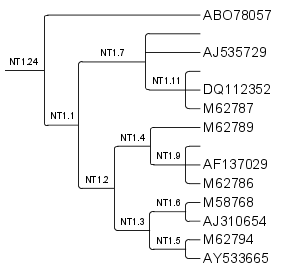 ABO78057
NT1.24
NT1.7
AJ535729
NT1.11
DQ112352
M62787
NT1.1
M62789
NT1.4
NT1.9
AF137029
M62786
NT1.2
NT1.6
M58768
AJ310654
NT1.3
M62794
NT1.5
AY533665